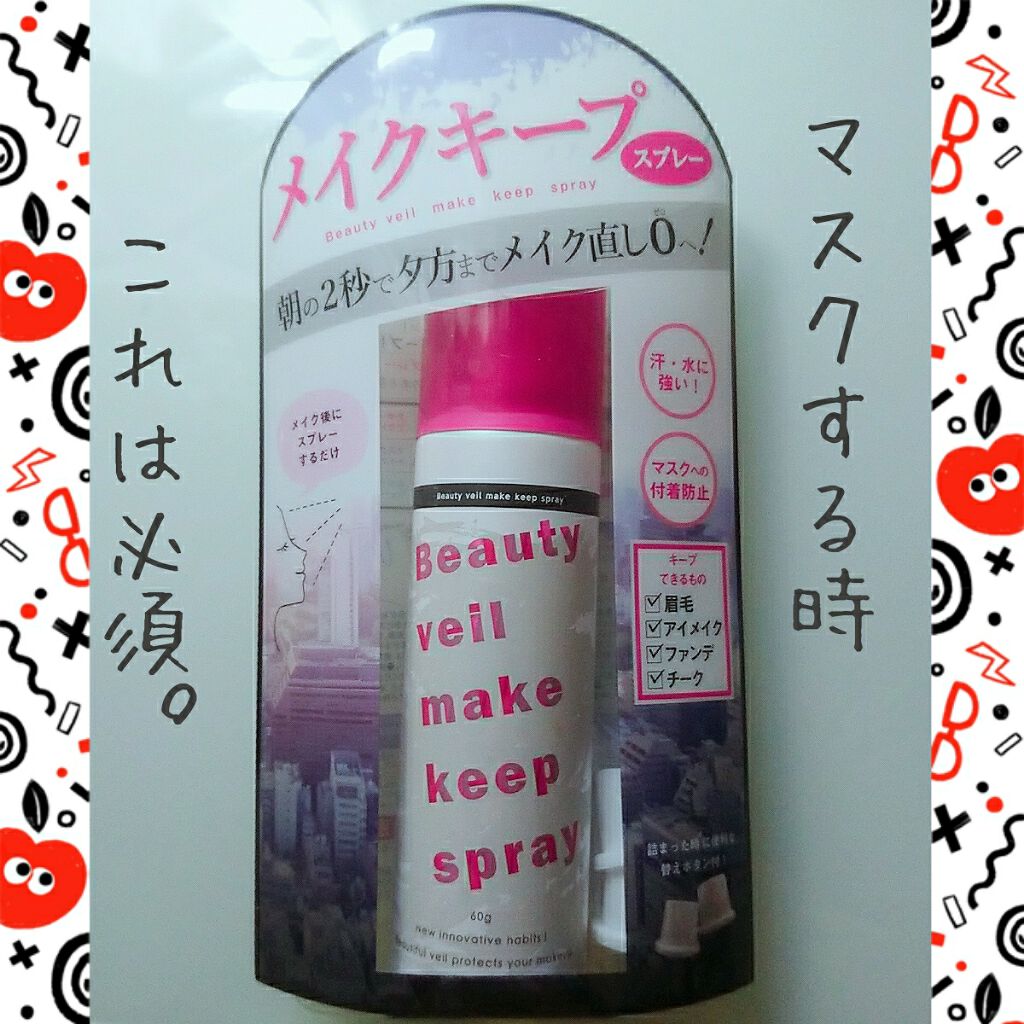 マスクする時
これは必須。
メイクキープ
スプレー
Beauty veil make keep spray
朝の2秒で夕方までメイク直し0へ!
ゼロ
メイク後に
スプレー
するだけ
汗・水に
強い!
マスクへの
付着防止
キープ
できるもの
眉毛
アイメイク
ファンデ
チーク
Beauty veil make keep spray
Beauty
veil
make
keep
spray
60g
new innovative habits!
Beautiful veil protects your makeup
詰まった時に便利な
替えボタン付!